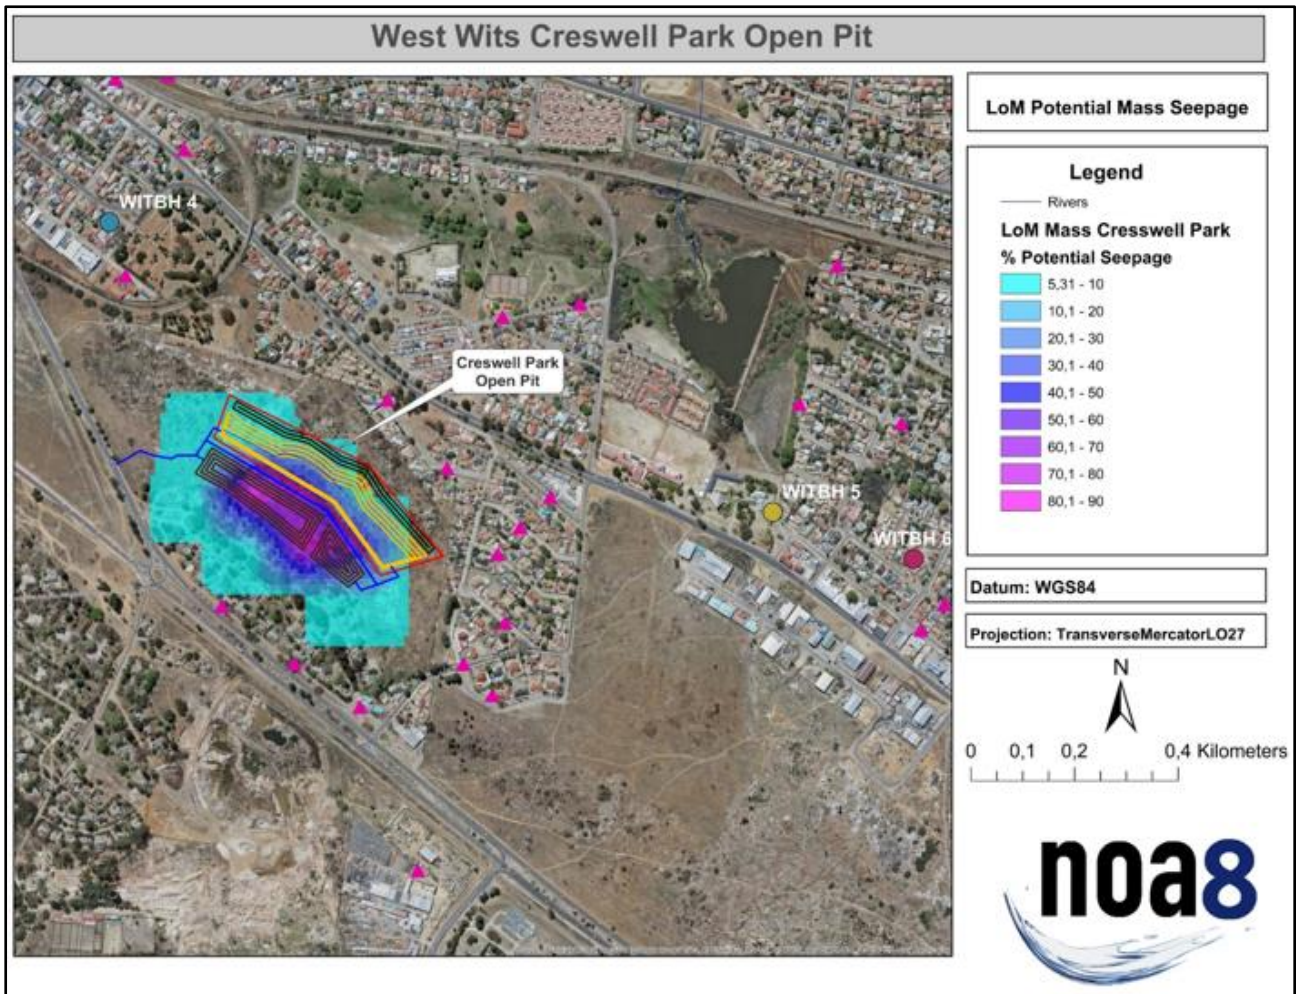 West Wits Creswell Park Open Pit
LoM Potential Mass Seepage
Legend
Rivers
LoM Mass Cresswell Park
% Potential Seepage
5,31 - 10
10,1 - 20
20,1 - 30
30,1 - 40
40,1 - 50
50,1 - 60
60,1 - 70
70,1 - 80
80,1 - 90
WITBH 4
Creswell Park
Open Pit
WITBH 5
WITBH 6
Datum: WGS84
Projection: TransverseMercatorLO27
N
0 0,1 0,2 0,4 Kilometers
noa8